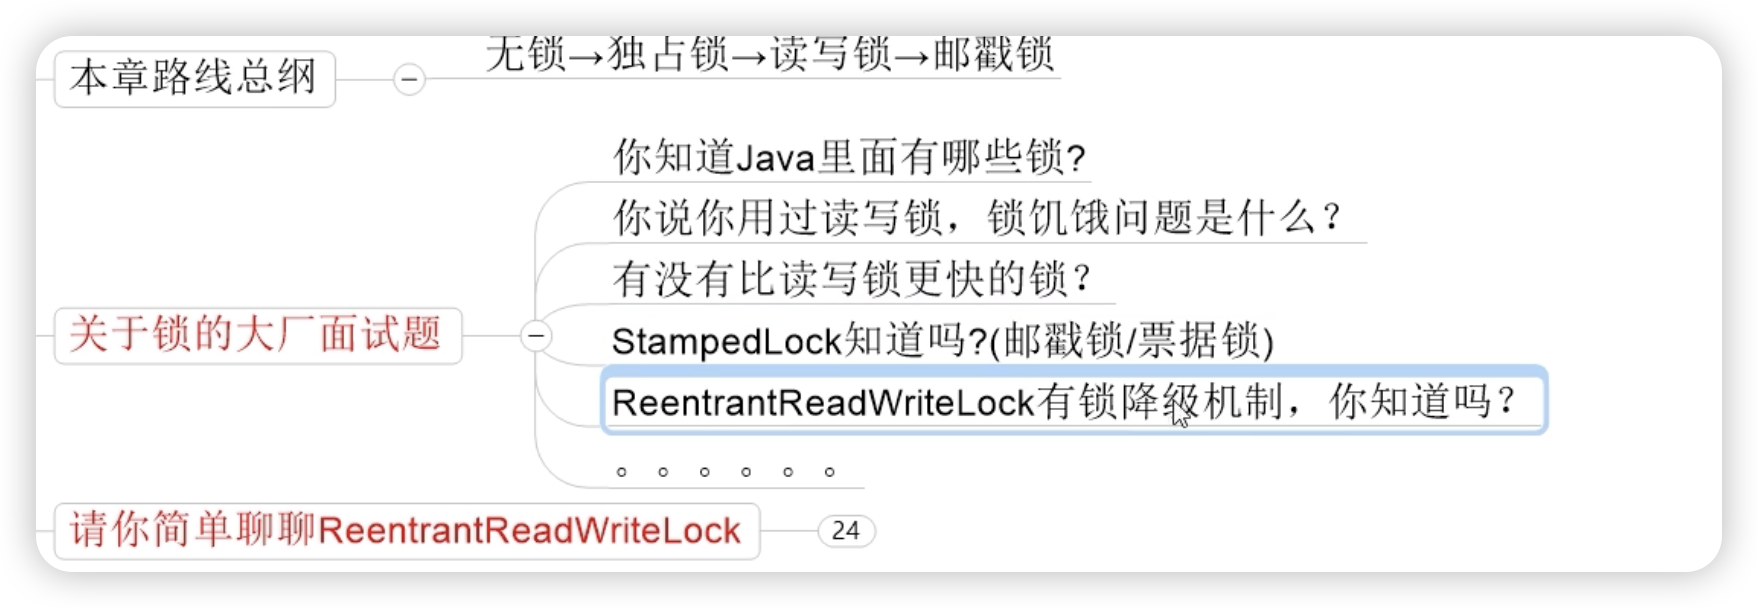 无锁→独占锁→读写锁→邮戳锁
本章路线总纲
你知道Java里面有哪些锁?
你说你用过读写锁，锁饥饿问题是什么？
有没有比读写锁更快的锁？
关于锁的大厂面试题
StampedLock知道吗?(邮戳锁/票据锁)
ReentrantReadWriteLock有锁降级机制，你知道吗？
。。。。。。
请你简单聊聊ReentrantReadWriteLock
24